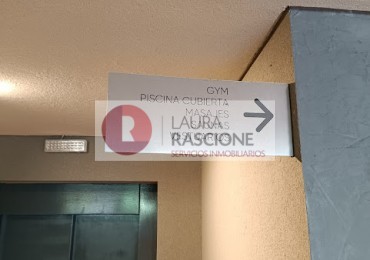 GYM
PISCINA CUBIERTA
MASAJES
LAURA
RASCIONE
SERVICIOS INMOBILIARIOS